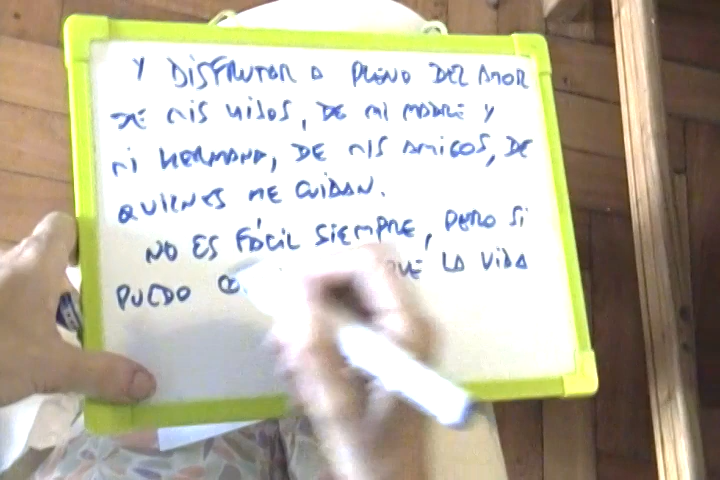 Y DISFRUTAR A PLENO DEL AMOR
DE MIS HIJOS, DE MI MADRE Y
MI HERMANA, DE MIS AMIGOS, DE
QUIENES ME CUIDAN.
NO ES FÁCIL SIEMPRE, PERO SI
PUEDO QUE LA VIDA